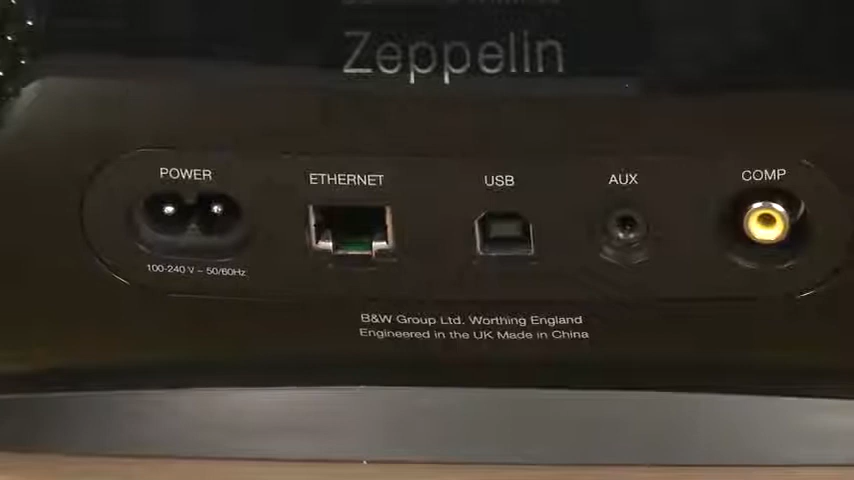 Zeppelin
POWER
ETHERNET
USB
AUX
COMP
100-240 V ~ 50/60Hz
B&W Group Ltd. Worthing England
Engineered in the UK Made in China